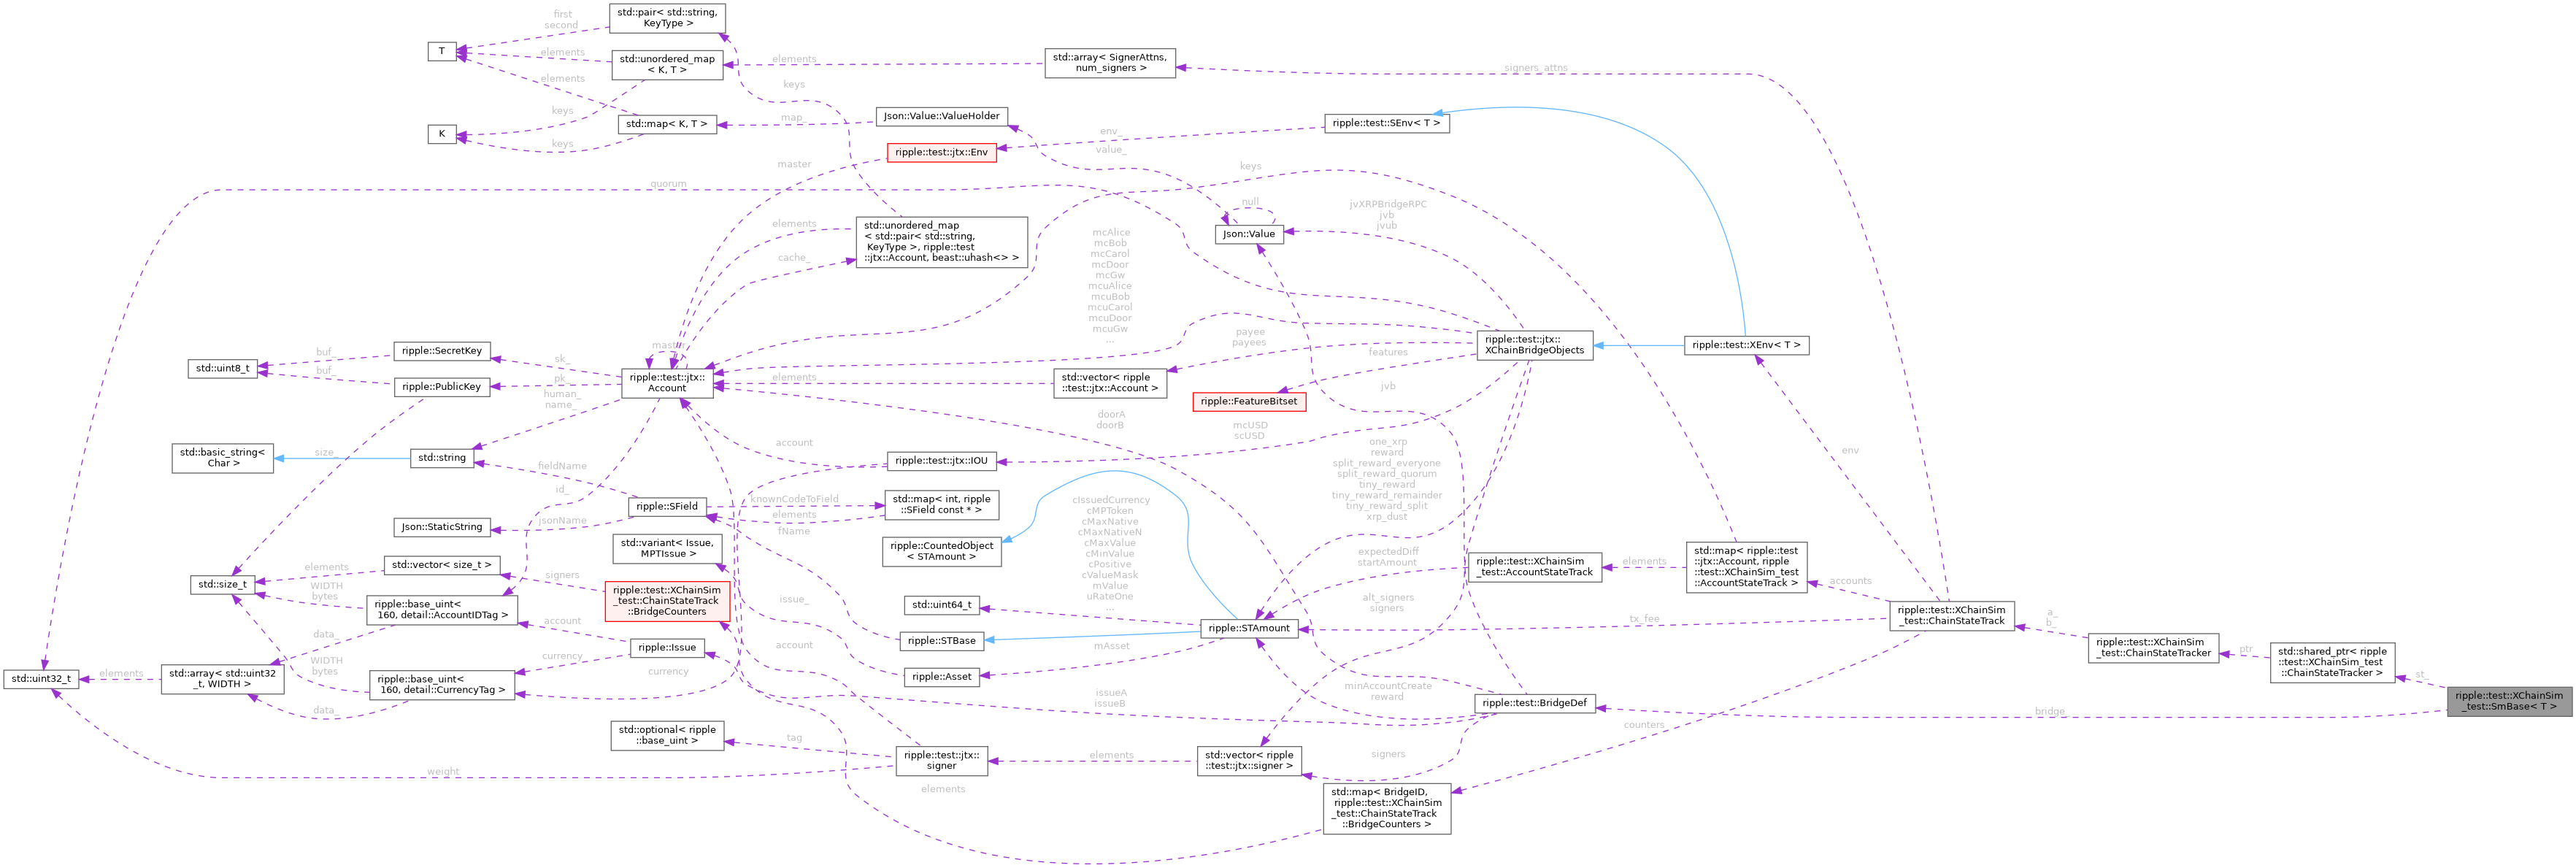 std::pair< std::string,
KeyType >
first
second
T
elements
std::unordered_map
< K, T >
elements
std::array< SignerAttns,
num_signers >
signers_attns
elements
keys
keys
K
std::map< K, T >
map_
Json::Value::ValueHolder
keys
env_
value_
ripple::test::SEnv< T >
ripple::test::jtx::Env
master
quorum
keys
null
Json::Value
jvXRPBridgeRPC
jvb
jvub
elements
std::unordered_map
< std::pair< std::string,
KeyType >, ripple::test
::jtx::Account, beast::uhash<> >
cache_
mcAlice
mcBob
mcCarol
mcDoor
mcGw
mcuAlice
mcuBob
mcuCarol
mcuDoor
mcuGw
...
payee
payees
ripple::test::jtx::
XChainBridgeObjects
ripple::test::XEnv< T >
features
ripple::SecretKey
buf_
std::uint8_t
buf_
ripple::PublicKey
sk_
pk_
master
ripple::test::jtx::
Account
human_
name_
elements
std::vector< ripple
::test::jtx::Account >
ripple::FeatureBitset
jvb
doorA
doorB
mcUSD
scUSD
std::basic_string<
Char >
size_
std::string
account
ripple::test::jtx::IOU
one_xrp
reward
split_reward_everyone
split_reward_quorum
tiny_reward
tiny_reward_remainder
tiny_reward_split
xrp_dust
env
fieldName
id_
ripple::SField
knownCodeToField
std::map< int, ripple
::SField const * >
elements
fName
Json::StaticString
jsonName
cIssuedCurrency
cMPToken
cMaxNative
cMaxNativeN
cMaxValue
cMinValue
cPositive
cValueMask
mValue
uRateOne
...
std::variant< Issue,
MPTIssue >
ripple::CountedObject
< STAmount >
expectedDiff
startAmount
ripple::test::XChainSim
_test::AccountStateTrack
elements
std::map< ripple::test
::jtx::Account, ripple
::test::XChainSim_test
::AccountStateTrack >
accounts
std::vector< size_t >
elements
std::size_t
WIDTH
bytes
signers
ripple::test::XChainSim
_test::ChainStateTrack
::BridgeCounters
issue_
std::uint64_t
alt_signers
signers
ripple::base_uint<
160, detail::AccountIDTag >
account
ripple::STBase
ripple::STAmount
tx_fee
ripple::test::XChainSim
_test::ChainStateTrack
a_
b_
data_
ripple::Issue
account
mAsset
ripple::test::XChainSim
_test::ChainStateTracker
ptr
std::shared_ptr< ripple
::test::XChainSim_test
::ChainStateTracker >
std::uint32_t
elements
std::array< std::uint32
_t, WIDTH >
WIDTH
bytes
currency
currency
ripple::base_uint<
160, detail::CurrencyTag >
ripple::Asset
st_
data_
issueA
issueB
minAccountCreate
reward
ripple::test::BridgeDef
bridge_
ripple::test::XChainSim
_test::SmBase< T >
counters
std::optional< ripple
::base_uint >
tag
weight
ripple::test::jtx::
signer
elements
std::vector< ripple
::test::jtx::signer >
signers
elements
std::map< BridgeID,
ripple::test::XChainSim
_test::ChainStateTrack
::BridgeCounters >